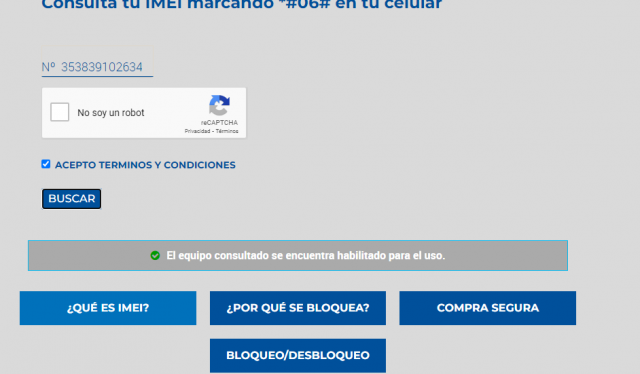 Consulta tu IMEI marcando *#06# en tu celular
Nº 353839102634
No soy un robot
reCAPTCHA
Privacidad - Términos
ACEPTO TERMINOS Y CONDICIONES
BUSCAR
El equipo consultado se encuentra habilitado para el uso.
¿QUÉ ES IMEI?
¿POR QUÉ SE BLOQUEA?
COMPRA SEGURA
BLOQUEO/DESBLOQUEO